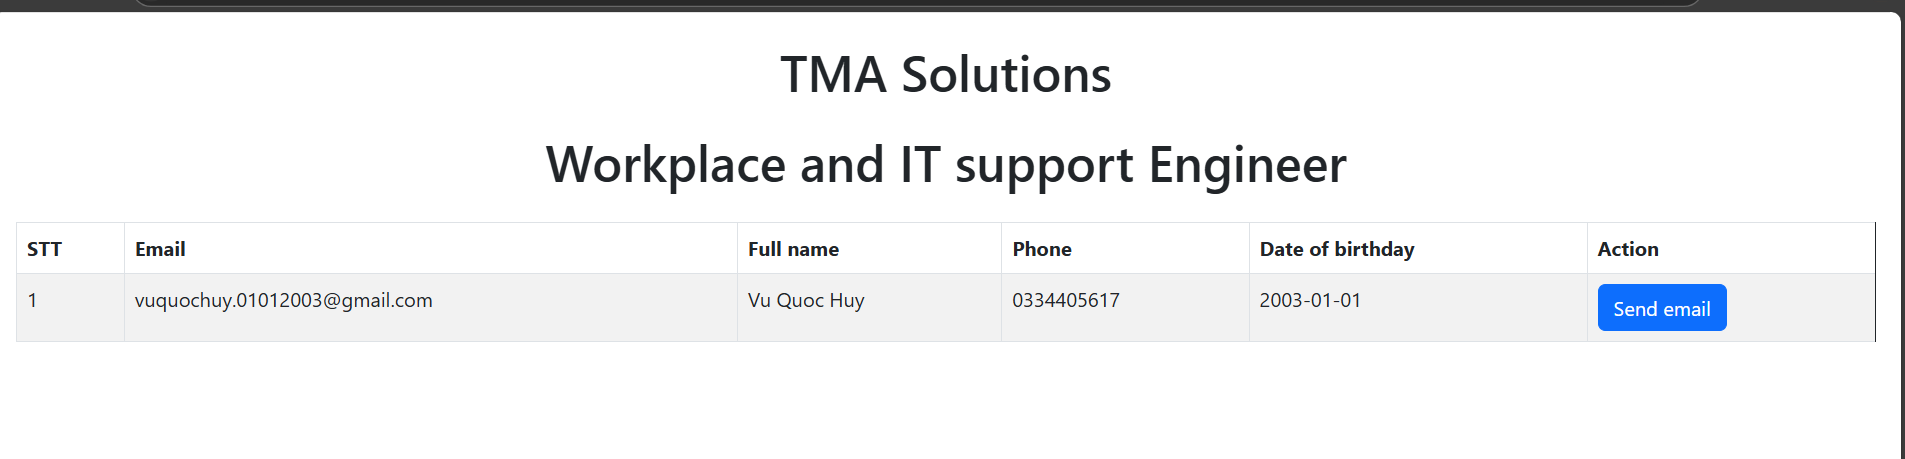 TMA Solutions
Workplace and IT support Engineer
STT Email Full name Phone Date of birthday Action
1 vuquochuy.01012003@gmail.com Vu Quoc Huy 0334405617 2003-01-01 Send email